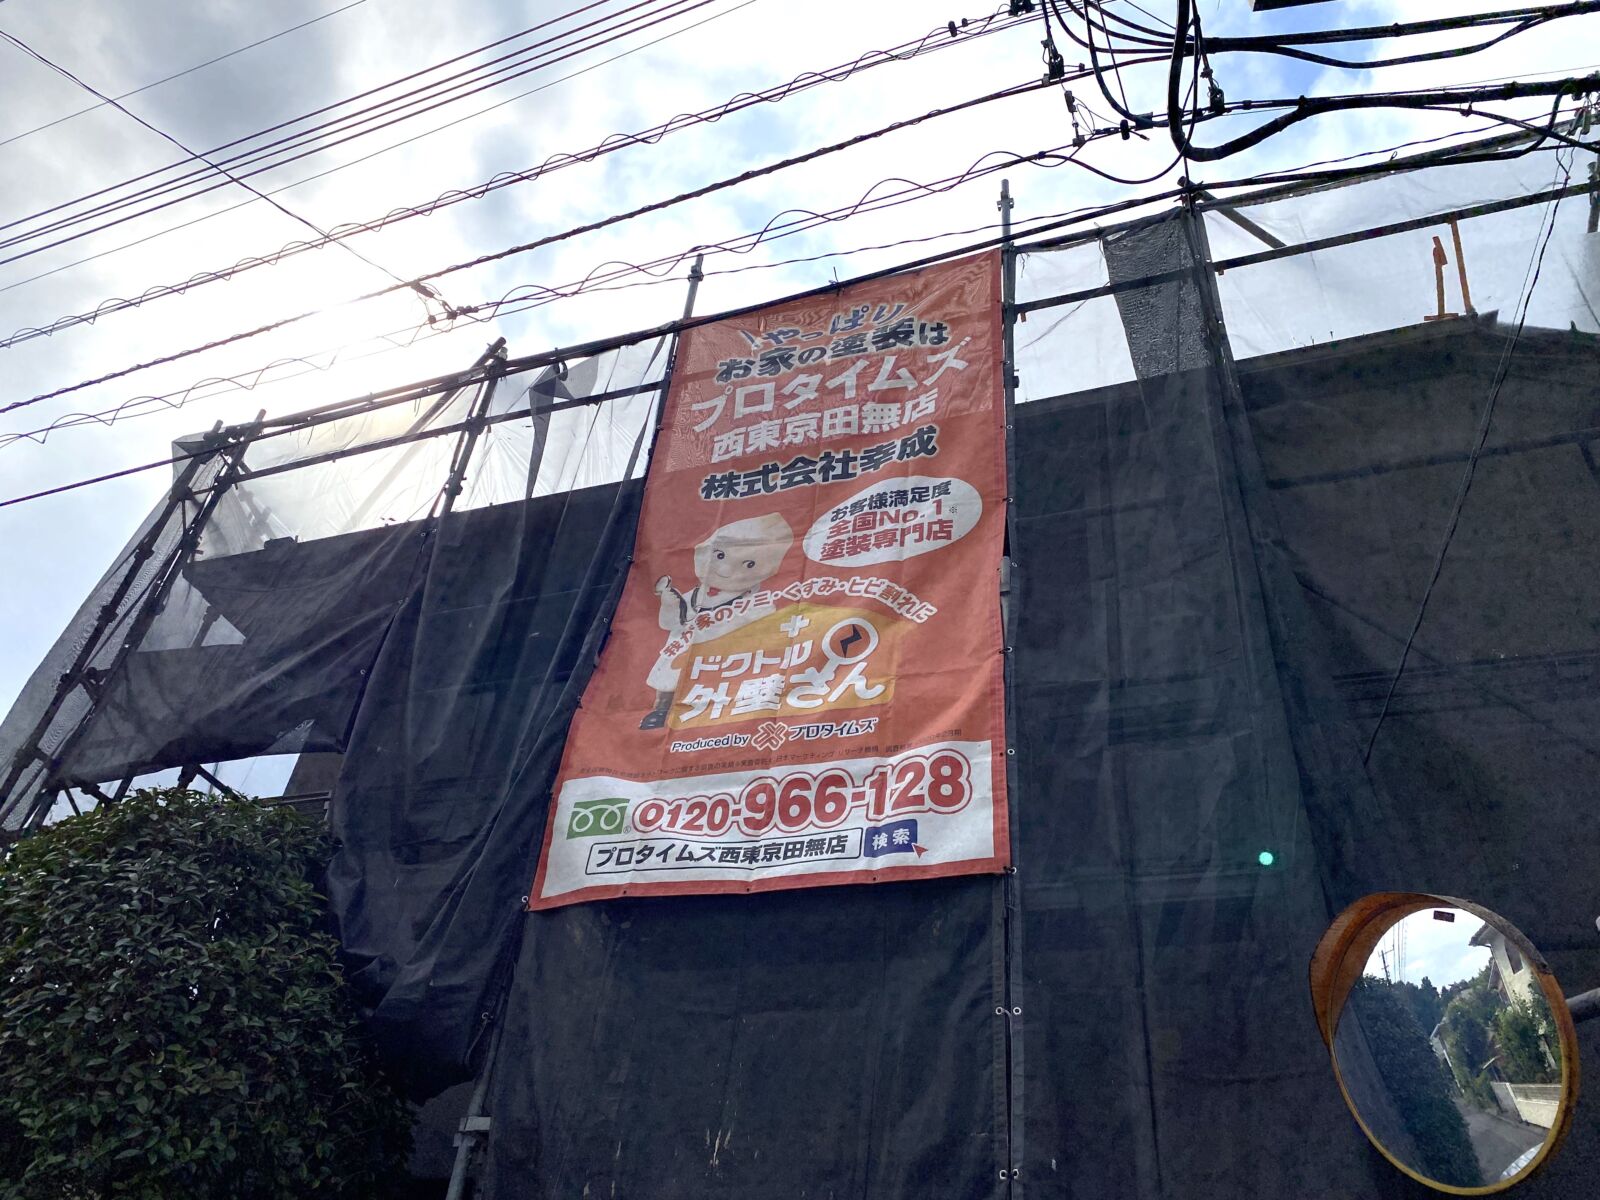 やっぱり
お家の塗装は
プロタイムズ
西東京田無店
株式会社幸成
お客様満足度
全国No.1※
塗装専門店
我が家のシミ・くすみ・ヒビ割れに
ドクトル
外壁さん
Produced by プロタイムズ
0120-966-128
プロタイムズ西東京田無店 検索